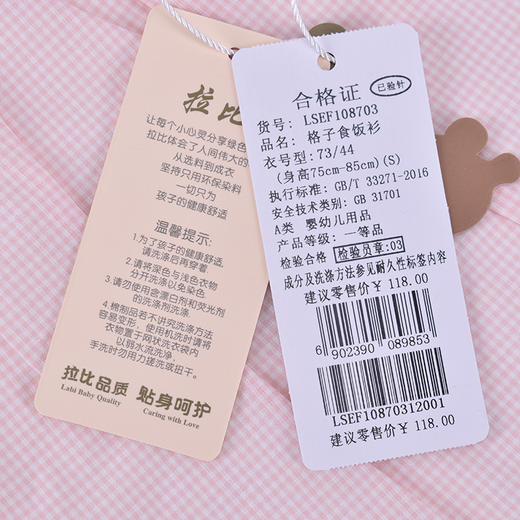 拉比
让每个小心灵分享绿色
拉比体会了人间伟大的
从选料到成衣
坚持只用环保染料
一切只为
孩子的健康舒适
温馨提示:
1.为了孩子的健康舒适,
请洗涤后再穿着
2.请将深色与浅色衣物
分开洗涤以免染色
3.请勿使用含漂白剂和荧光剂
的洗涤剂洗涤
4.棉制品若不讲究洗涤方法
容易变形、使用机洗时请将
衣物置于网状洗衣袋内
以弱水流洗净,
手洗时勿用力搓洗或扭干。
拉比品质 贴身呵护
Labi Baby Quality Caring with Love
合格证
已验针
货号: LSEF108703
品名: 格子食饭衫
衣号型:73/44
(身高75cm-85cm)(S)
执行标准: GB/T 33271-2016
安全技术类别: GB 31701
A类 婴幼儿用品
产品等级: 一等品
检验合格 检验员章:03
成分及洗涤方法参见耐久性标签内容
建议零售价¥ 118.00
6 902390 089853
LSEF10870312001
建议零售价¥ 118.00